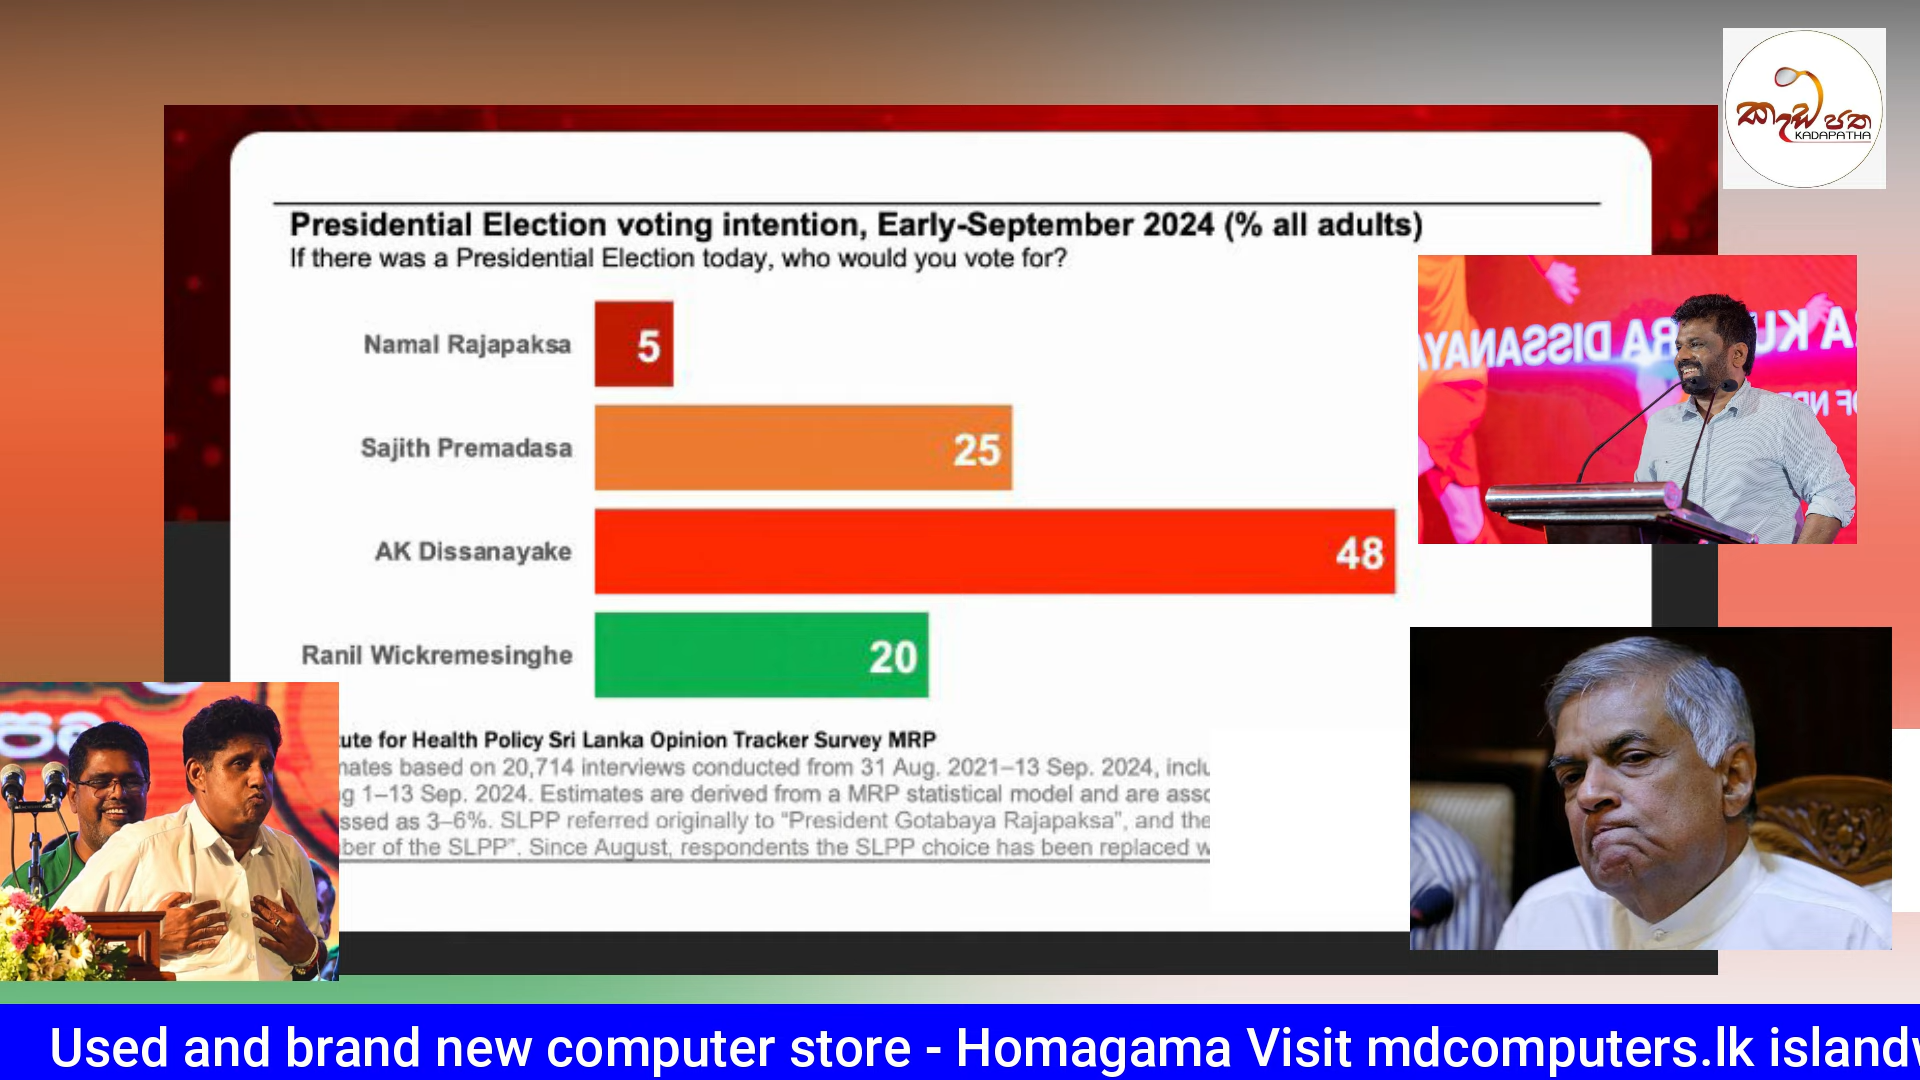 කැඩපත
KADAPATHA
Presidential Election voting intention, Early-September 2024 (% all adults)
If there was a Presidential Election today, who would you vote for?
Namal Rajapaksa 5
Sajith Premadasa 25
AK Dissanayake 48
Ranil Wickremesinghe 20
RA DISSANAYA
ute for Health Policy Sri Lanka Opinion Tracker Survey MRP
nates based on 20,714 interviews conducted from 31 Aug. 2021–13 Sep. 2024, inclu
g 1–13 Sep. 2024. Estimates are derived from a MRP statistical model and are asso
ssed as 3–6%. SLPP referred originally to “President Gotabaya Rajapaksa”, and the
ber of the SLPP”. Since August, respondents the SLPP choice has been replaced w
Used and brand new computer store - Homagama Visit mdcomputers.lk islandw